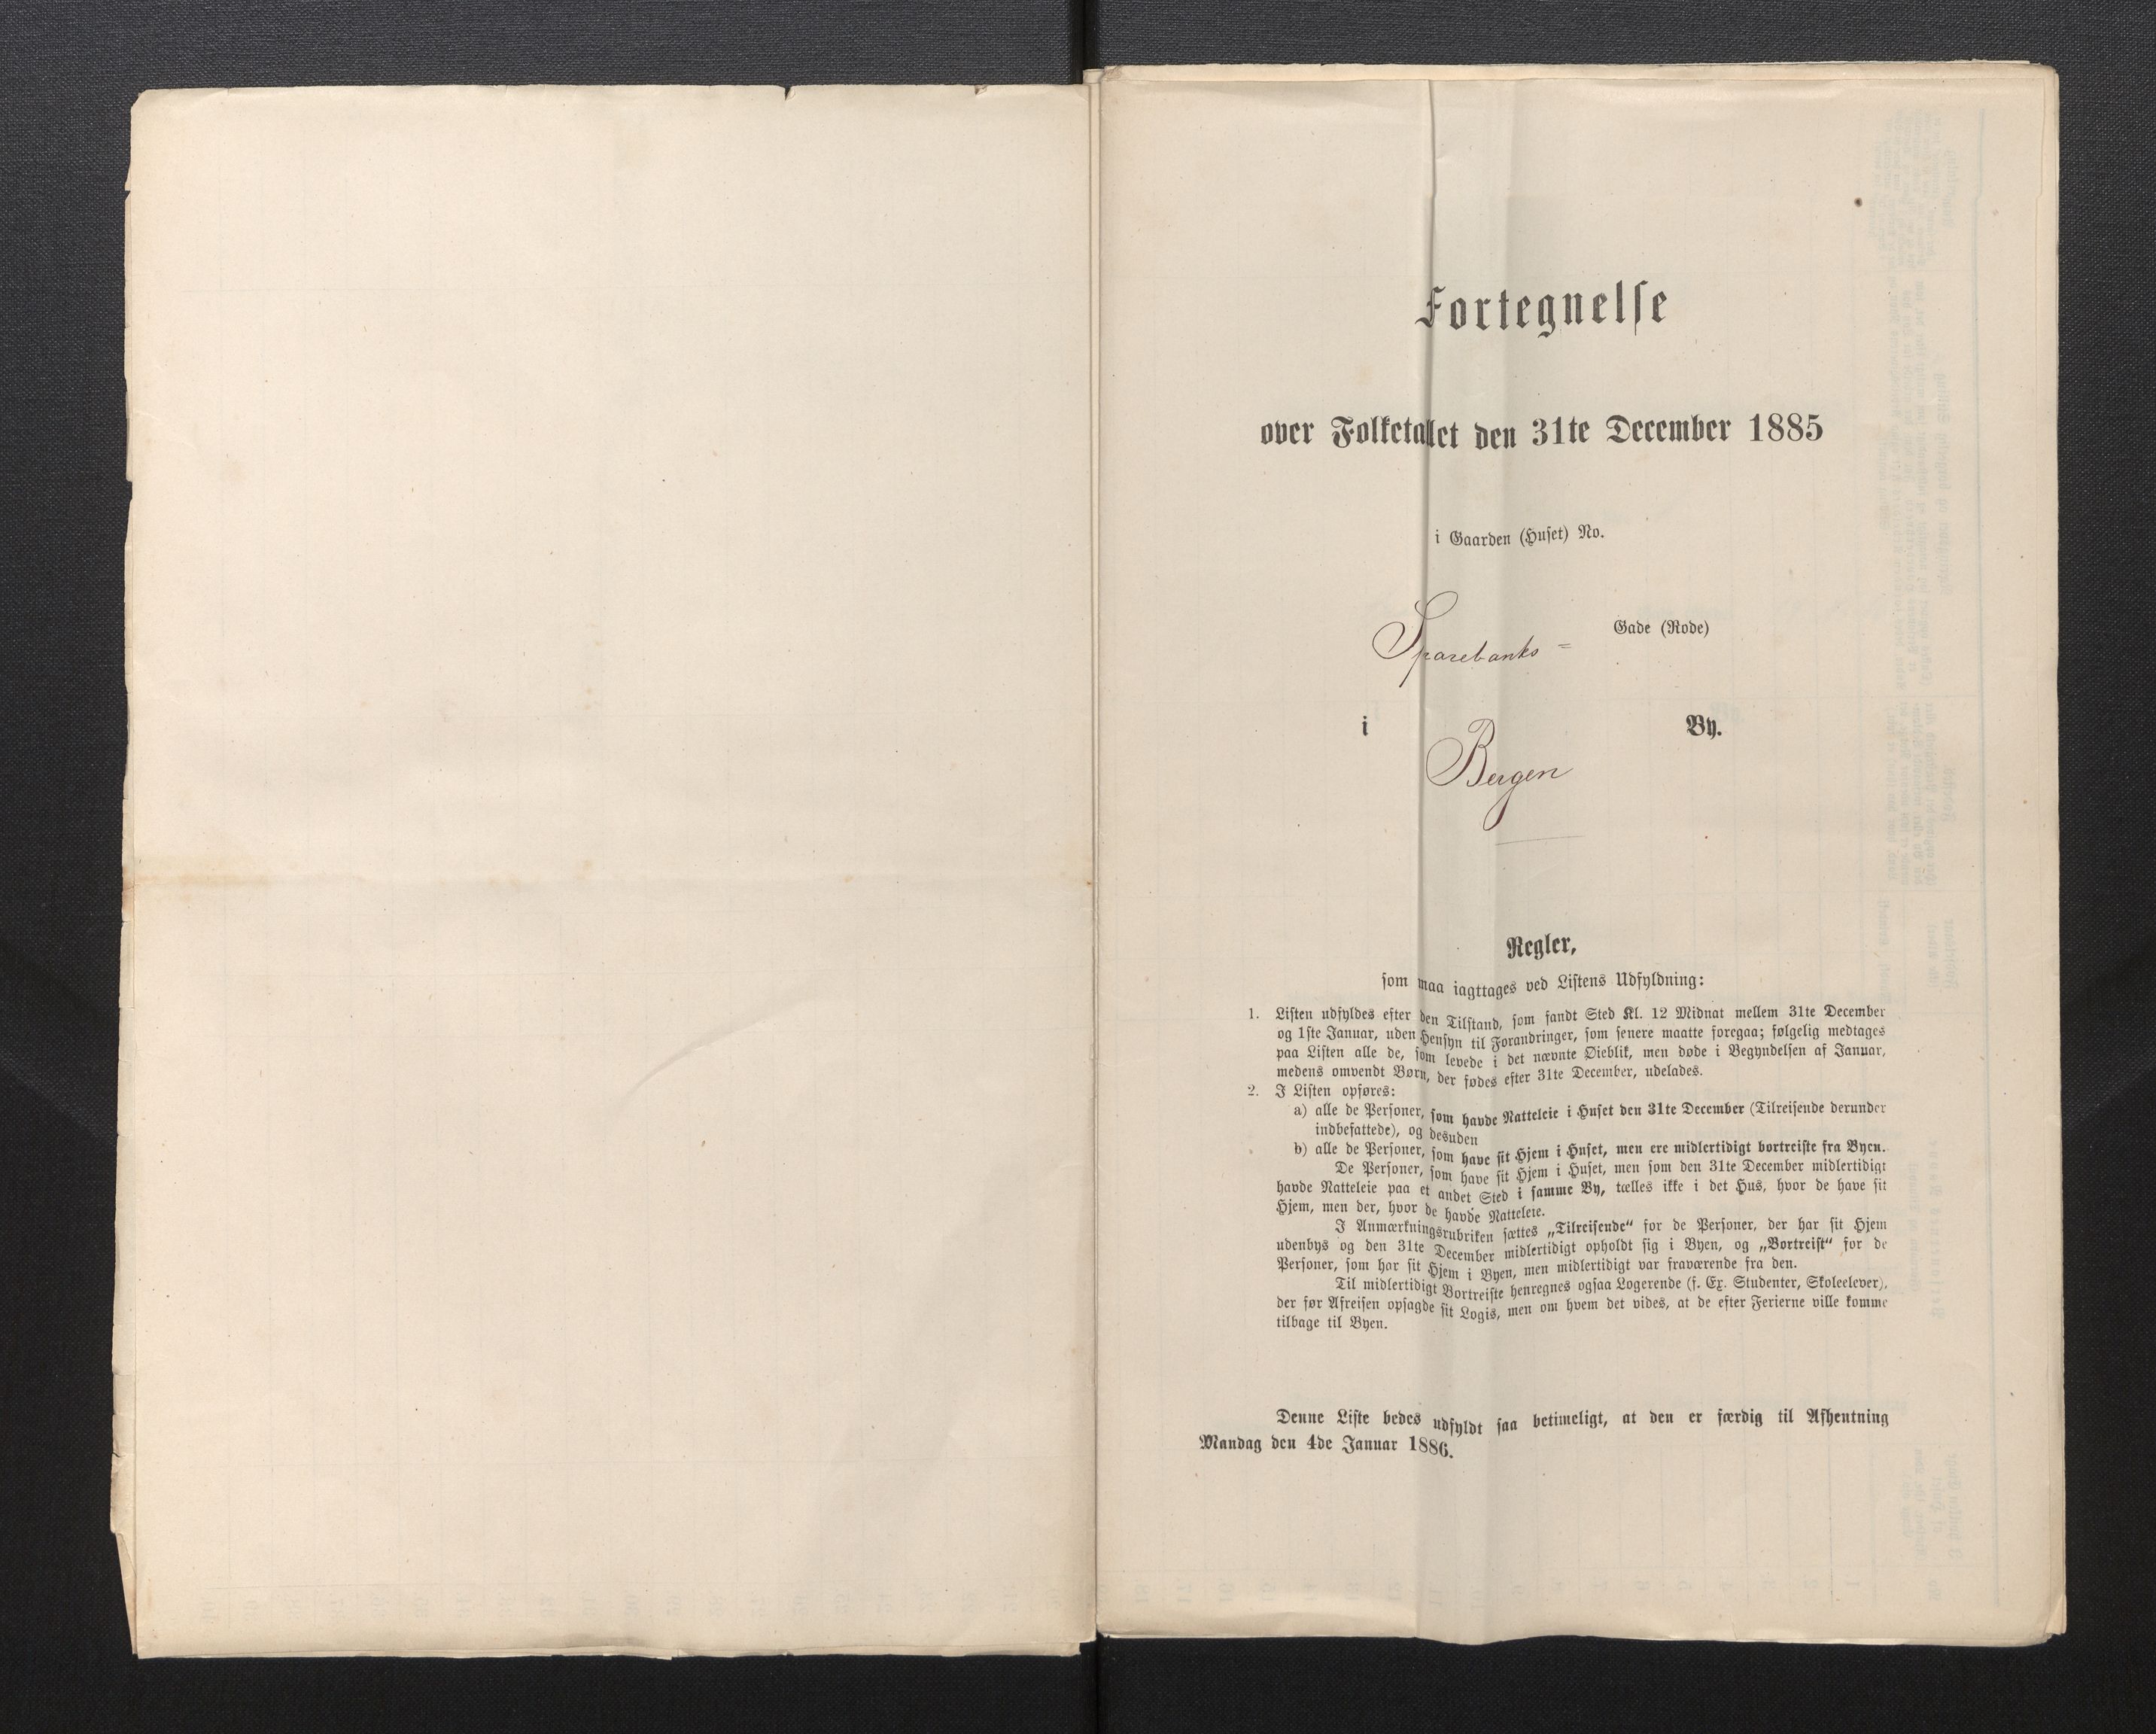 Fortegnelse
over Folketallet den 31te December 1885
i Gaarden (Huset) No.
Sparebanks= Gade (Rode)
i Bergen By.
Regler,
som maa iagttages ved Listens Udfyldning:
1. Listen udfyldes efter den Tilstand, som fandt Sted Kl. 12 Midnat mellem 31te December
og 1ste Januar, uden Hensyn til Forandringer, som senere maatte foregaa; følgelig medtages
paa Listen alle de, som levede i det nævnte Øieblik, men døde i Begyndelsen af Januar,
medens omvendt Børn, der fødes efter 31te December, udelades.
2. I Listen opføres:
a) alle de Personer, som havde Natteleie i Huset den 31te December (Tilreisende derunder
indbefattede), og desuden
b) alle de Personer, som have sit Hjem i Huset, men ere midlertidigt bortreiste fra Byen.
De Personer, som have sit Hjem i Huset, men som den 31te December midlertidigt
havde Natteleie paa et andet Sted i samme By, tælles ikke i det Hus, hvor de have sit
Hjem, men der, hvor de havde Natteleie.
I Anmærkningsrubriken sættes „Tilreisende“ for de Personer, der har sit Hjem
udenbys og den 31te December midlertidigt opholdt sig i Byen, og „Bortreist“ for de
Personer, som har sit Hjem i Byen, men midlertidigt var fraværende fra den.
Til midlertidigt Bortreiste henregnes ogsaa Logerende (f. Ex. Studenter, Skoleelever),
der før Afreisen opsagde sit Logis, men om hvem det vides, at de efter Ferierne ville komme
tilbage til Byen.
Denne Liste bedes udfyldt saa betimeligt, at den er færdig til Afhentning
Mandag den 4de Januar 1886.